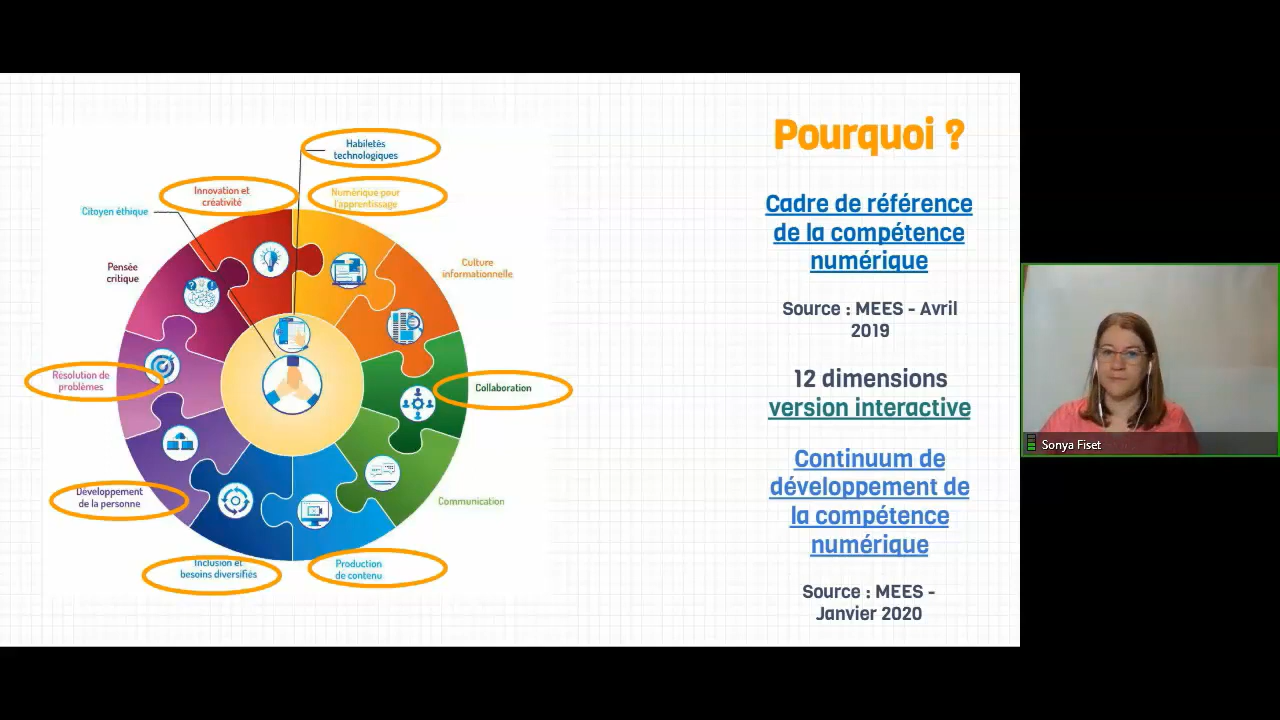 Habiletés
technologiques
Innovation et
créativité
Numérique pour
l'apprentissage
Citoyen éthique
Pensée
critique
Culture
informationnelle
Résolution de
problèmes
Collaboration
Développement
de la personne
Communication
Inclusion et
besoins diversifiés
Production
de contenu
Pourquoi ?
Cadre de référence
de la compétence
numérique
Source : MEES - Avril
2019
12 dimensions
version interactive
Continuum de
développement de
la compétence
numérique
Source : MEES -
Janvier 2020
Sonya Fiset